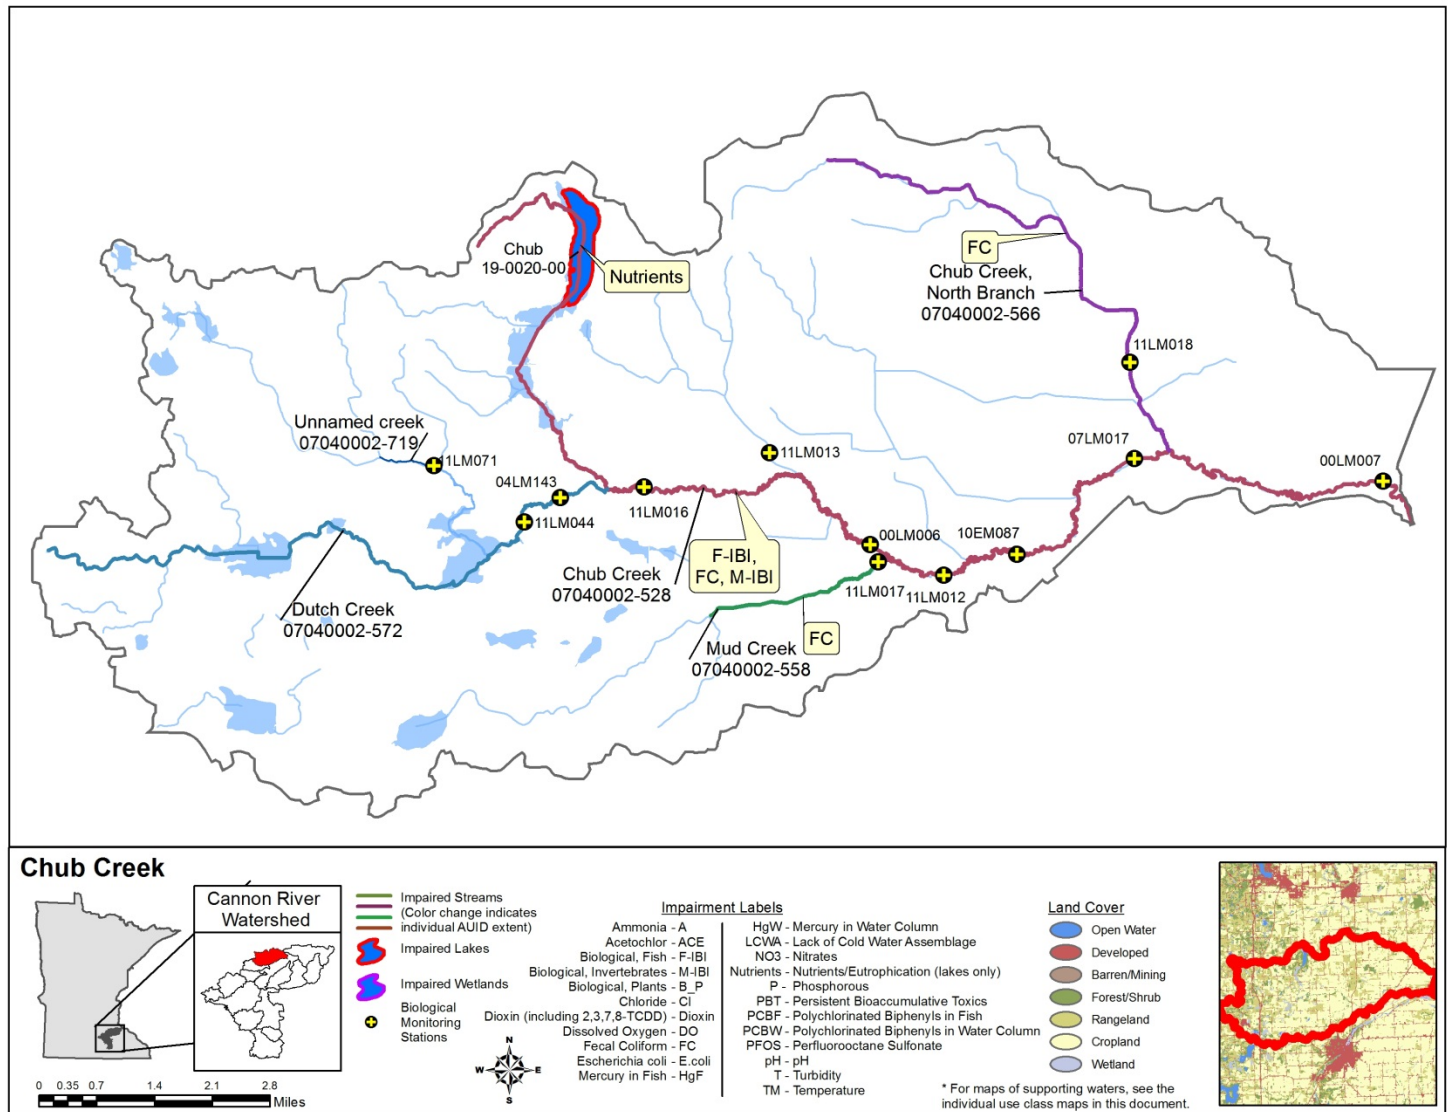 Chub
19-0020-00
Nutrients
FC
Chub Creek,
North Branch
07040002-566
11LM018
Unnamed creek
07040002-719
11LM071
04LM143
11LM044
11LM016
11LM013
07LM017
00LM007
00LM006
10EM087
F-IBI,
FC, M-IBI
Chub Creek
07040002-528
11LM017
11LM012
Dutch Creek
07040002-572
FC
Mud Creek
07040002-558
Chub Creek
Cannon River
Watershed
0 0.35 0.7 1.4 2.1 2.8
Miles
Impaired Streams
(Color change indicates
individual AUID extent)
Impaired Lakes
Impaired Wetlands
Biological
Monitoring
Stations
N
W E
S
Impairment Labels
Ammonia - A
Acetochlor - ACE
Biological, Fish - F-IBI
Biological, Invertebrates - M-IBI
Biological, Plants - B_P
Chloride - Cl
Dioxin (including 2,3,7,8-TCDD) - Dioxin
Dissolved Oxygen - DO
Fecal Coliform - FC
Escherichia coli - E.coli
Mercury in Fish - HgF
HgW - Mercury in Water Column
LCWA - Lack of Cold Water Assemblage
NO3 - Nitrates
Nutrients - Nutrients/Eutrophication (lakes only)
P - Phosphorous
PBT - Persistent Bioaccumulative Toxics
PCBF - Polychlorinated Biphenyls in Fish
PCBW - Polychlorinated Biphenyls in Water Column
PFOS - Perfluorooctane Sulfonate
pH - pH
T - Turbidity
TM - Temperature
Land Cover
Open Water
Developed
Barren/Mining
Forest/Shrub
Rangeland
Cropland
Wetland
* For maps of supporting waters, see the
individual use class maps in this document.